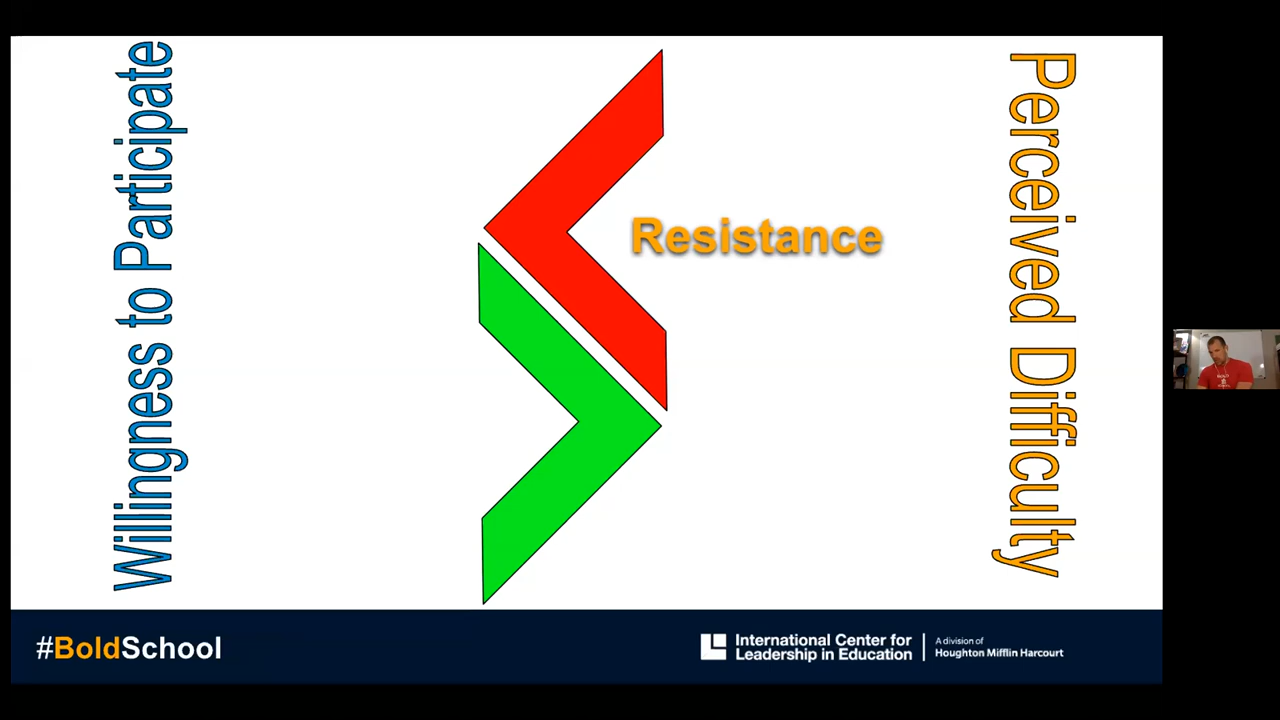 Willingness to Participate
Resistance
Perceived Difficulty
#BoldSchool
International Center for
Leadership in Education
A division of
Houghton Mifflin Harcourt